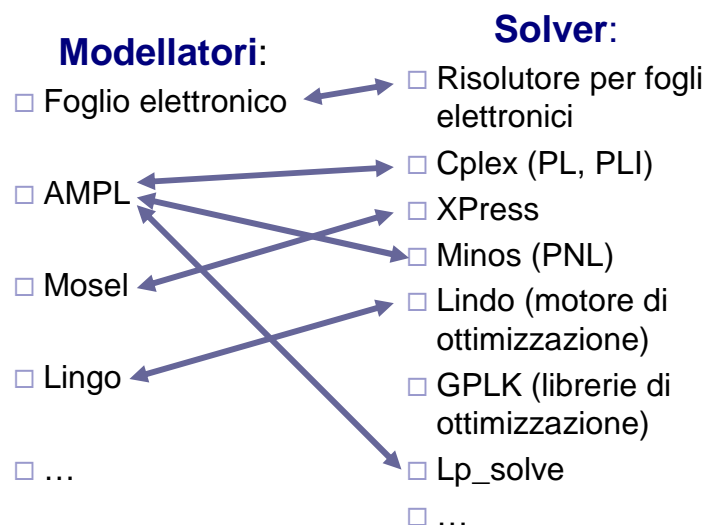 Modellatori:
Foglio elettronico
AMPL
Mosel
Lingo
…
Solver:
Risolutore per fogli
elettronici
Cplex (PL, PLI)
XPress
Minos (PNL)
Lindo (motore di
ottimizzazione)
GPLK (librerie di
ottimizzazione)
Lp_solve
…